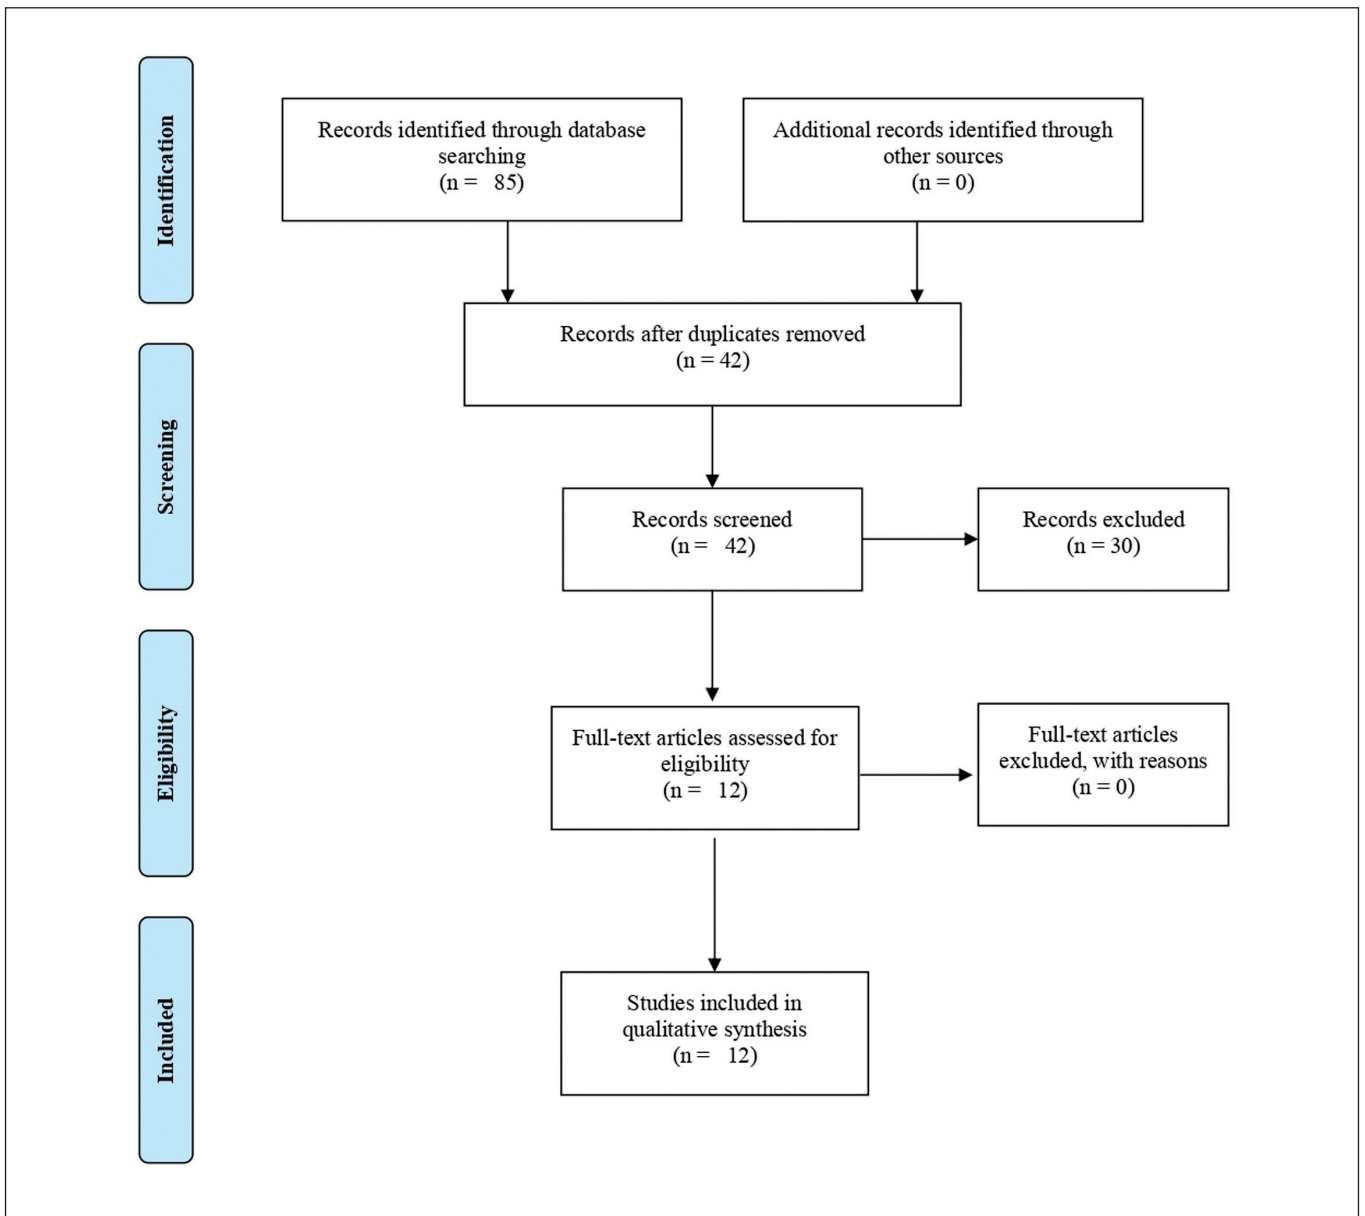 Identification
Records identified through database
searching
(n = 85)
Additional records identified through
other sources
(n = 0)
Records after duplicates removed
(n = 42)
Screening
Records screened
(n = 42)
Records excluded
(n = 30)
Eligibility
Full-text articles assessed for
eligibility
(n = 12)
Full-text articles
excluded, with reasons
(n = 0)
Included
Studies included in
qualitative synthesis
(n = 12)